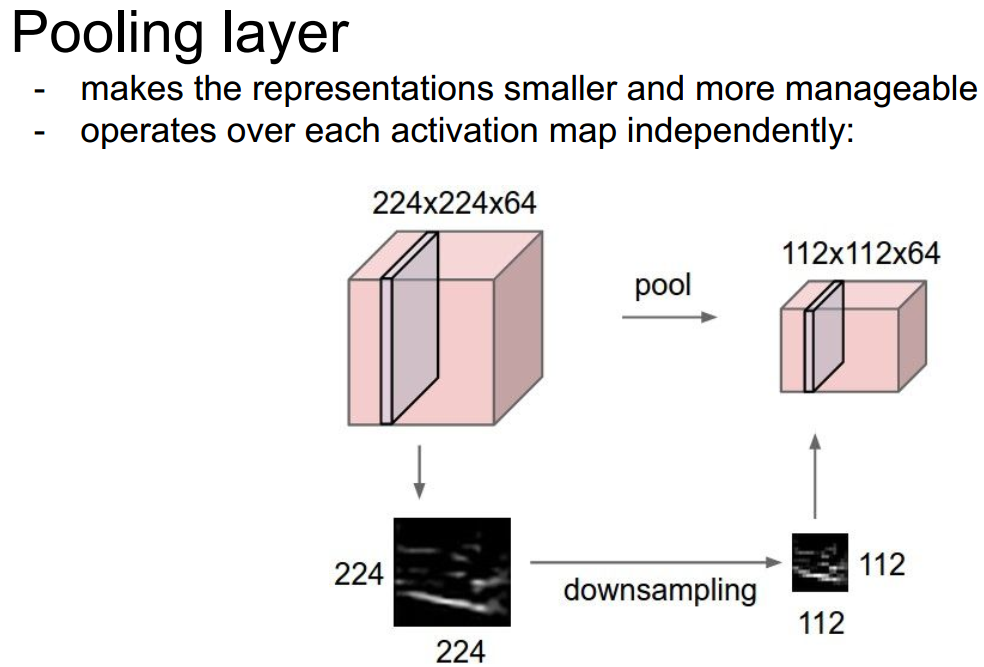 Pooling layer
- makes the representations smaller and more manageable
- operates over each activation map independently:
224x224x64
112x112x64
pool
224
224
downsampling
112
112